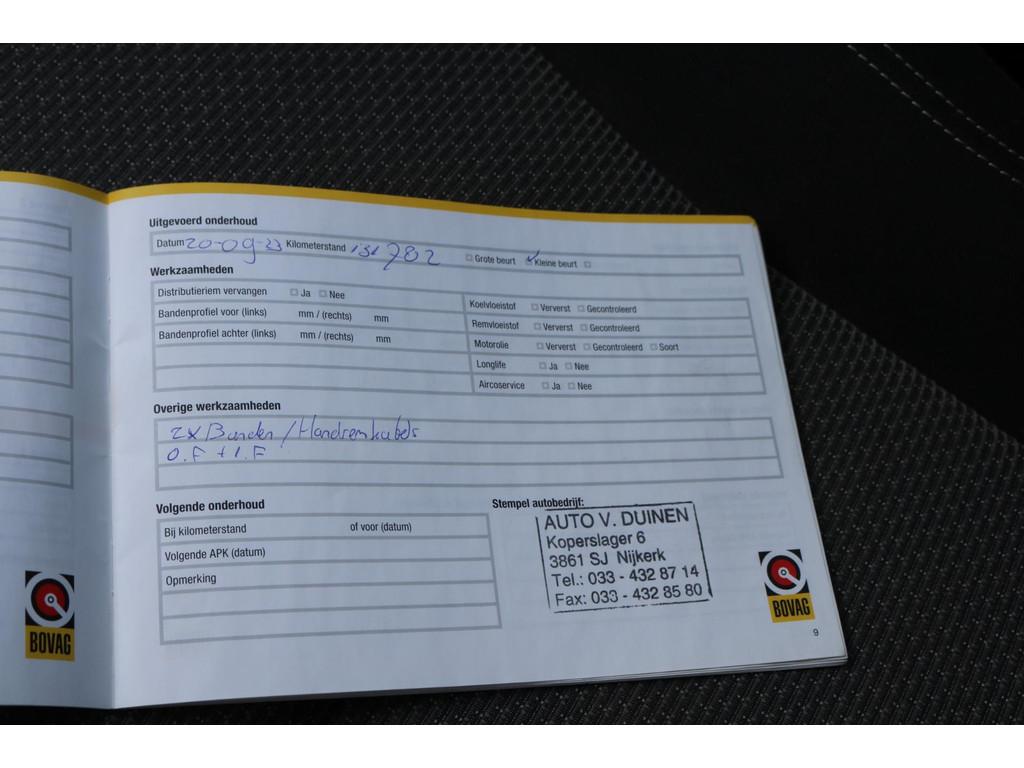 Uitgevoerd onderhoud
Datum 20-09-23 Kilometerstand 131782 Grote beurt Kleine beurt
Werkzaamheden
Distributieriem vervangen Ja Nee
Bandenprofiel voor (links) mm / (rechts) mm
Bandenprofiel achter (links) mm / (rechts) mm
Koelvloeistof Ververst Gecontroleerd
Remvloeistof Ververst Gecontroleerd
Motorolie Ververst Gecontroleerd Soort
Longlife Ja Nee
Aircoservice Ja Nee
Overige werkzaamheden
2x Banden / Handremkabels
O.F + I.F
Volgende onderhoud
Bij kilometerstand of voor (datum)
Volgende APK (datum)
Opmerking
Stempel autobedrijf:
AUTO V. DUINEN
Koperslager 6
3861 SJ Nijkerk
Tel.: 033 - 432 87 14
Fax: 033 - 432 85 80
BOVAG
BOVAG
9